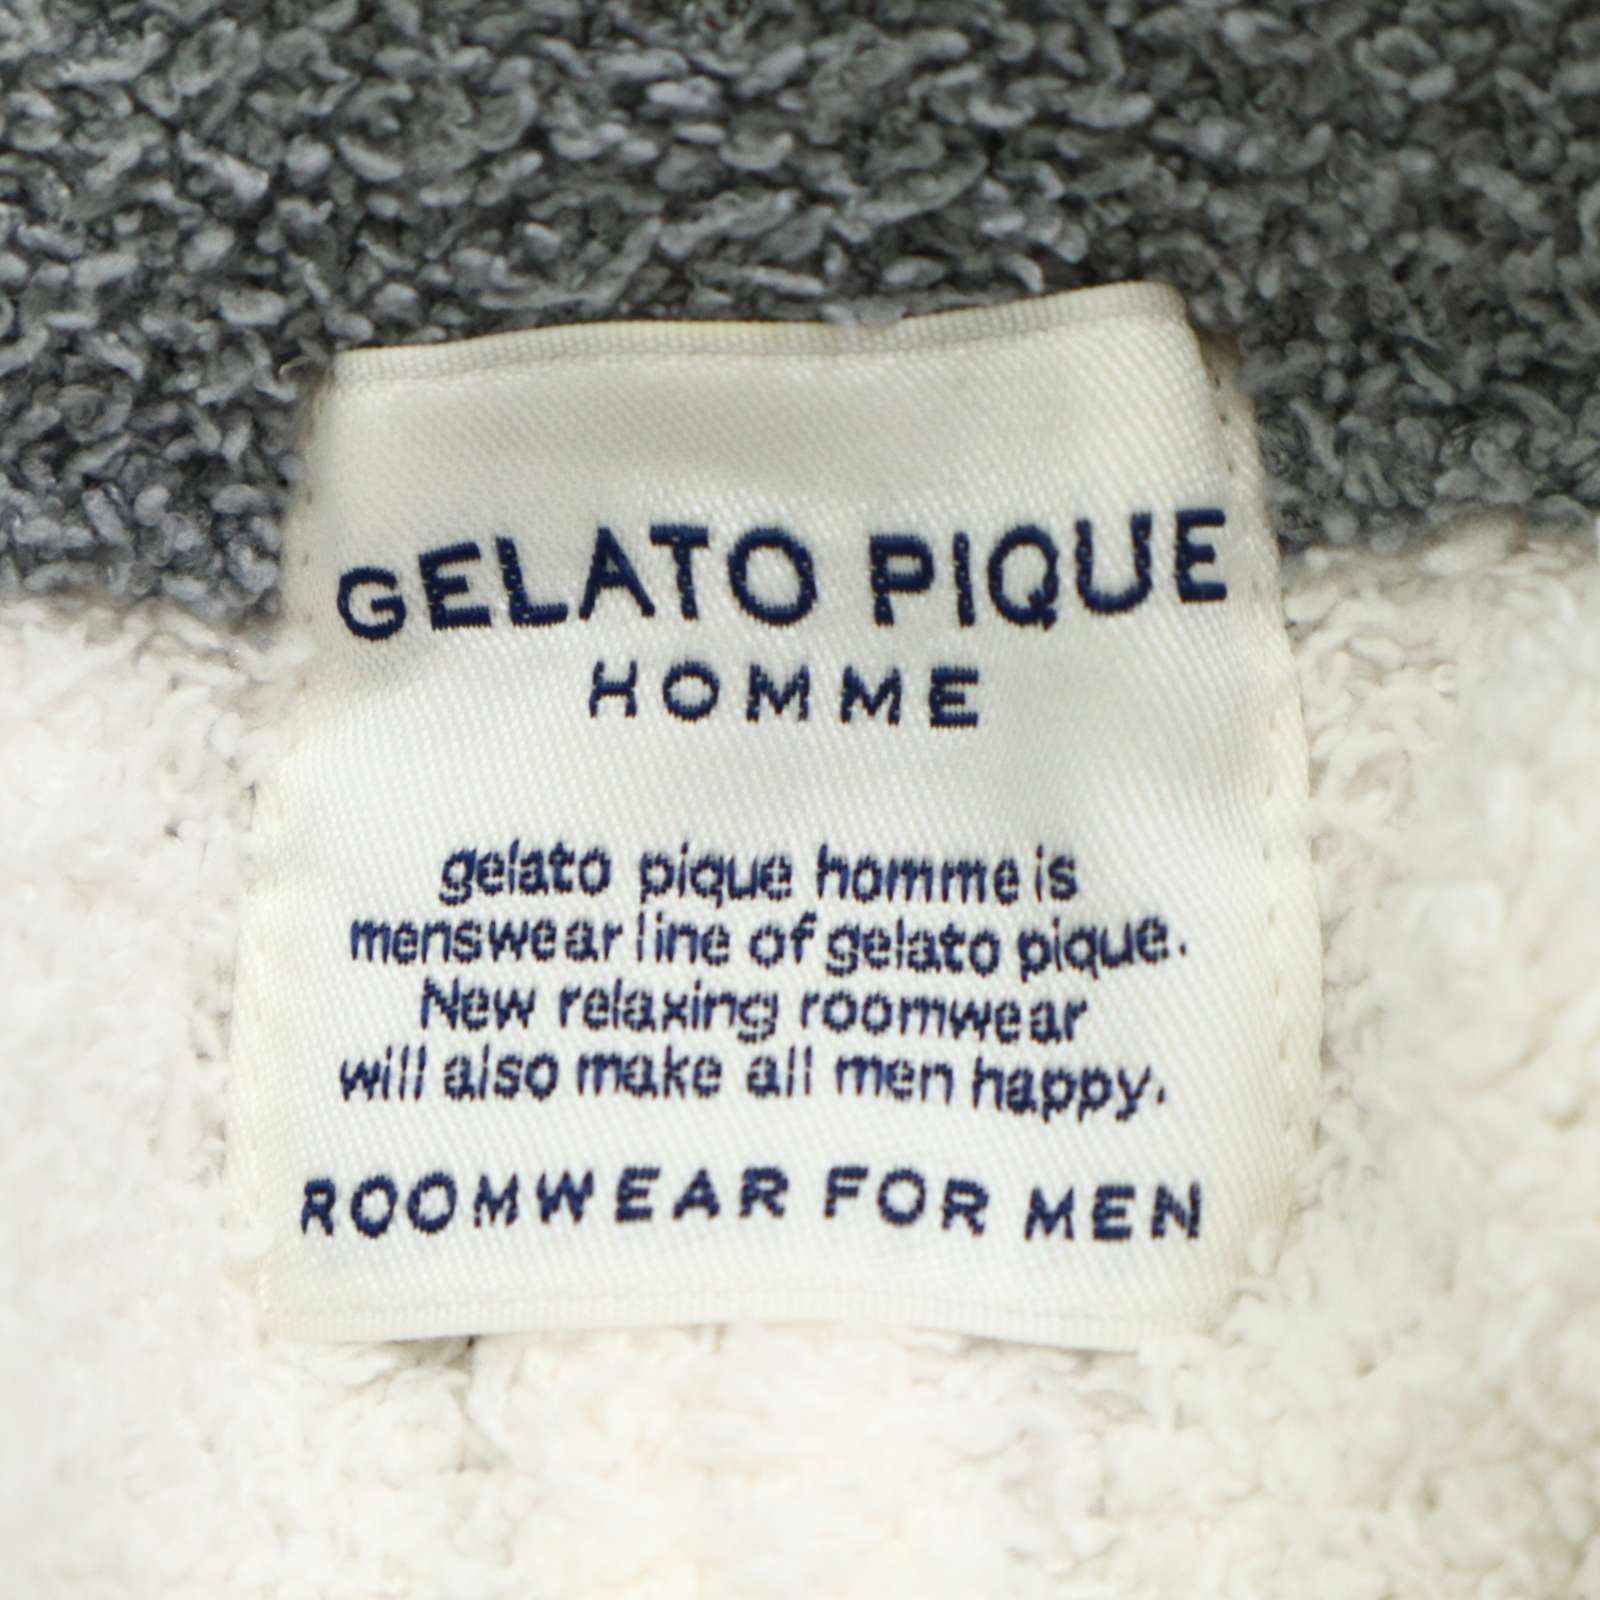 GELATO PIQUE
HOMME
gelato pique homme is
menswear line of gelato pique.
New relaxing roomwear
will also make all men happy.
ROOMWEAR FOR MEN